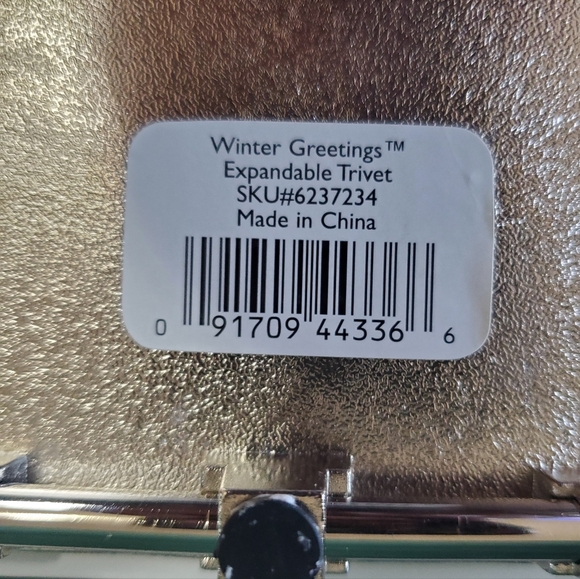 Winter Greetings™
Expandable Trivet
SKU#6237234
Made in China
0 91709 44336 6